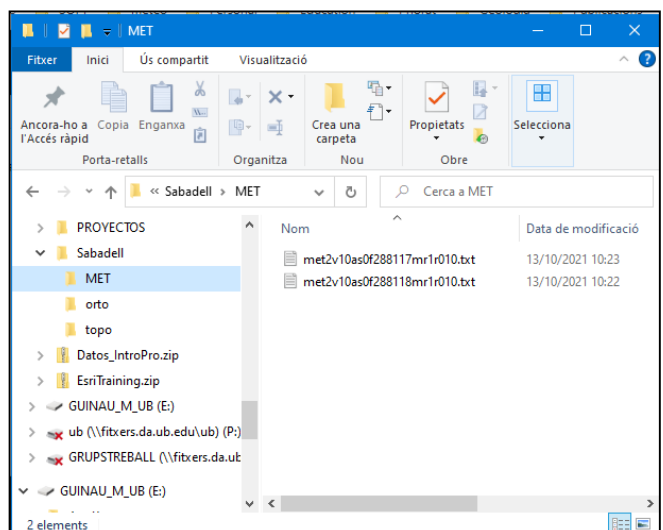 MET
Fitxer Inici Ús compartit Visualització
Ancora-ho a l'Accés ràpid
Copia
Enganxa
Crea una carpeta
Propietats
Selecciona
Porta-retalls Organitza Nou Obre
« Sabadell > MET
Cerca a MET
PROYECTOS
Sabadell
MET
orto
topo
Datos_IntroPro.zip
EsriTraining.zip
GUINAU_M_UB (E:)
ub (\\fitxers.da.ub.edu\ub) (P:)
GRUPSTREBALL (\\fitxers.da.ub
GUINAU_M_UB (E:)
Nom Data de modificació
met2v10as0f288117mr1r010.txt 13/10/2021 10:23
met2v10as0f288118mr1r010.txt 13/10/2021 10:22
2 elements